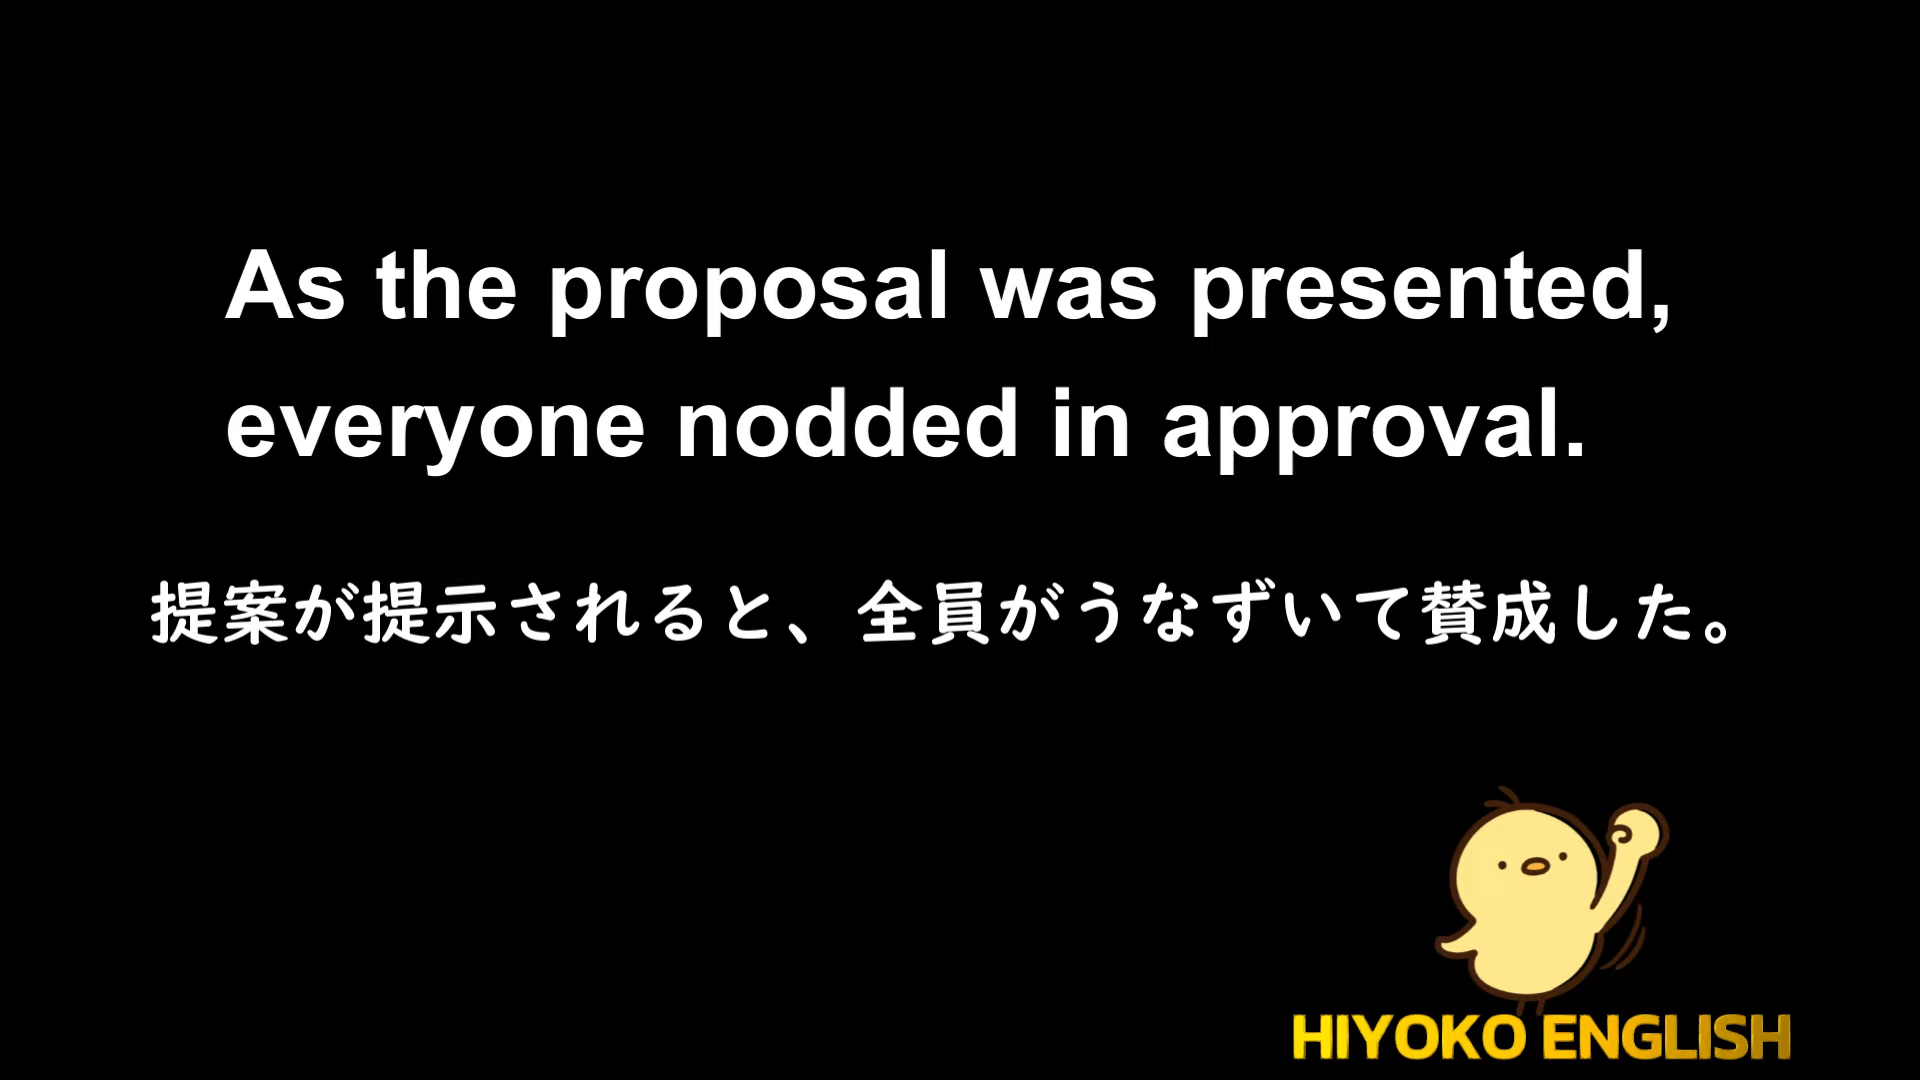 As the proposal was presented,
everyone nodded in approval.
提案が提示されると、全員がうなずいて賛成した。
HIYOKO ENGLISH